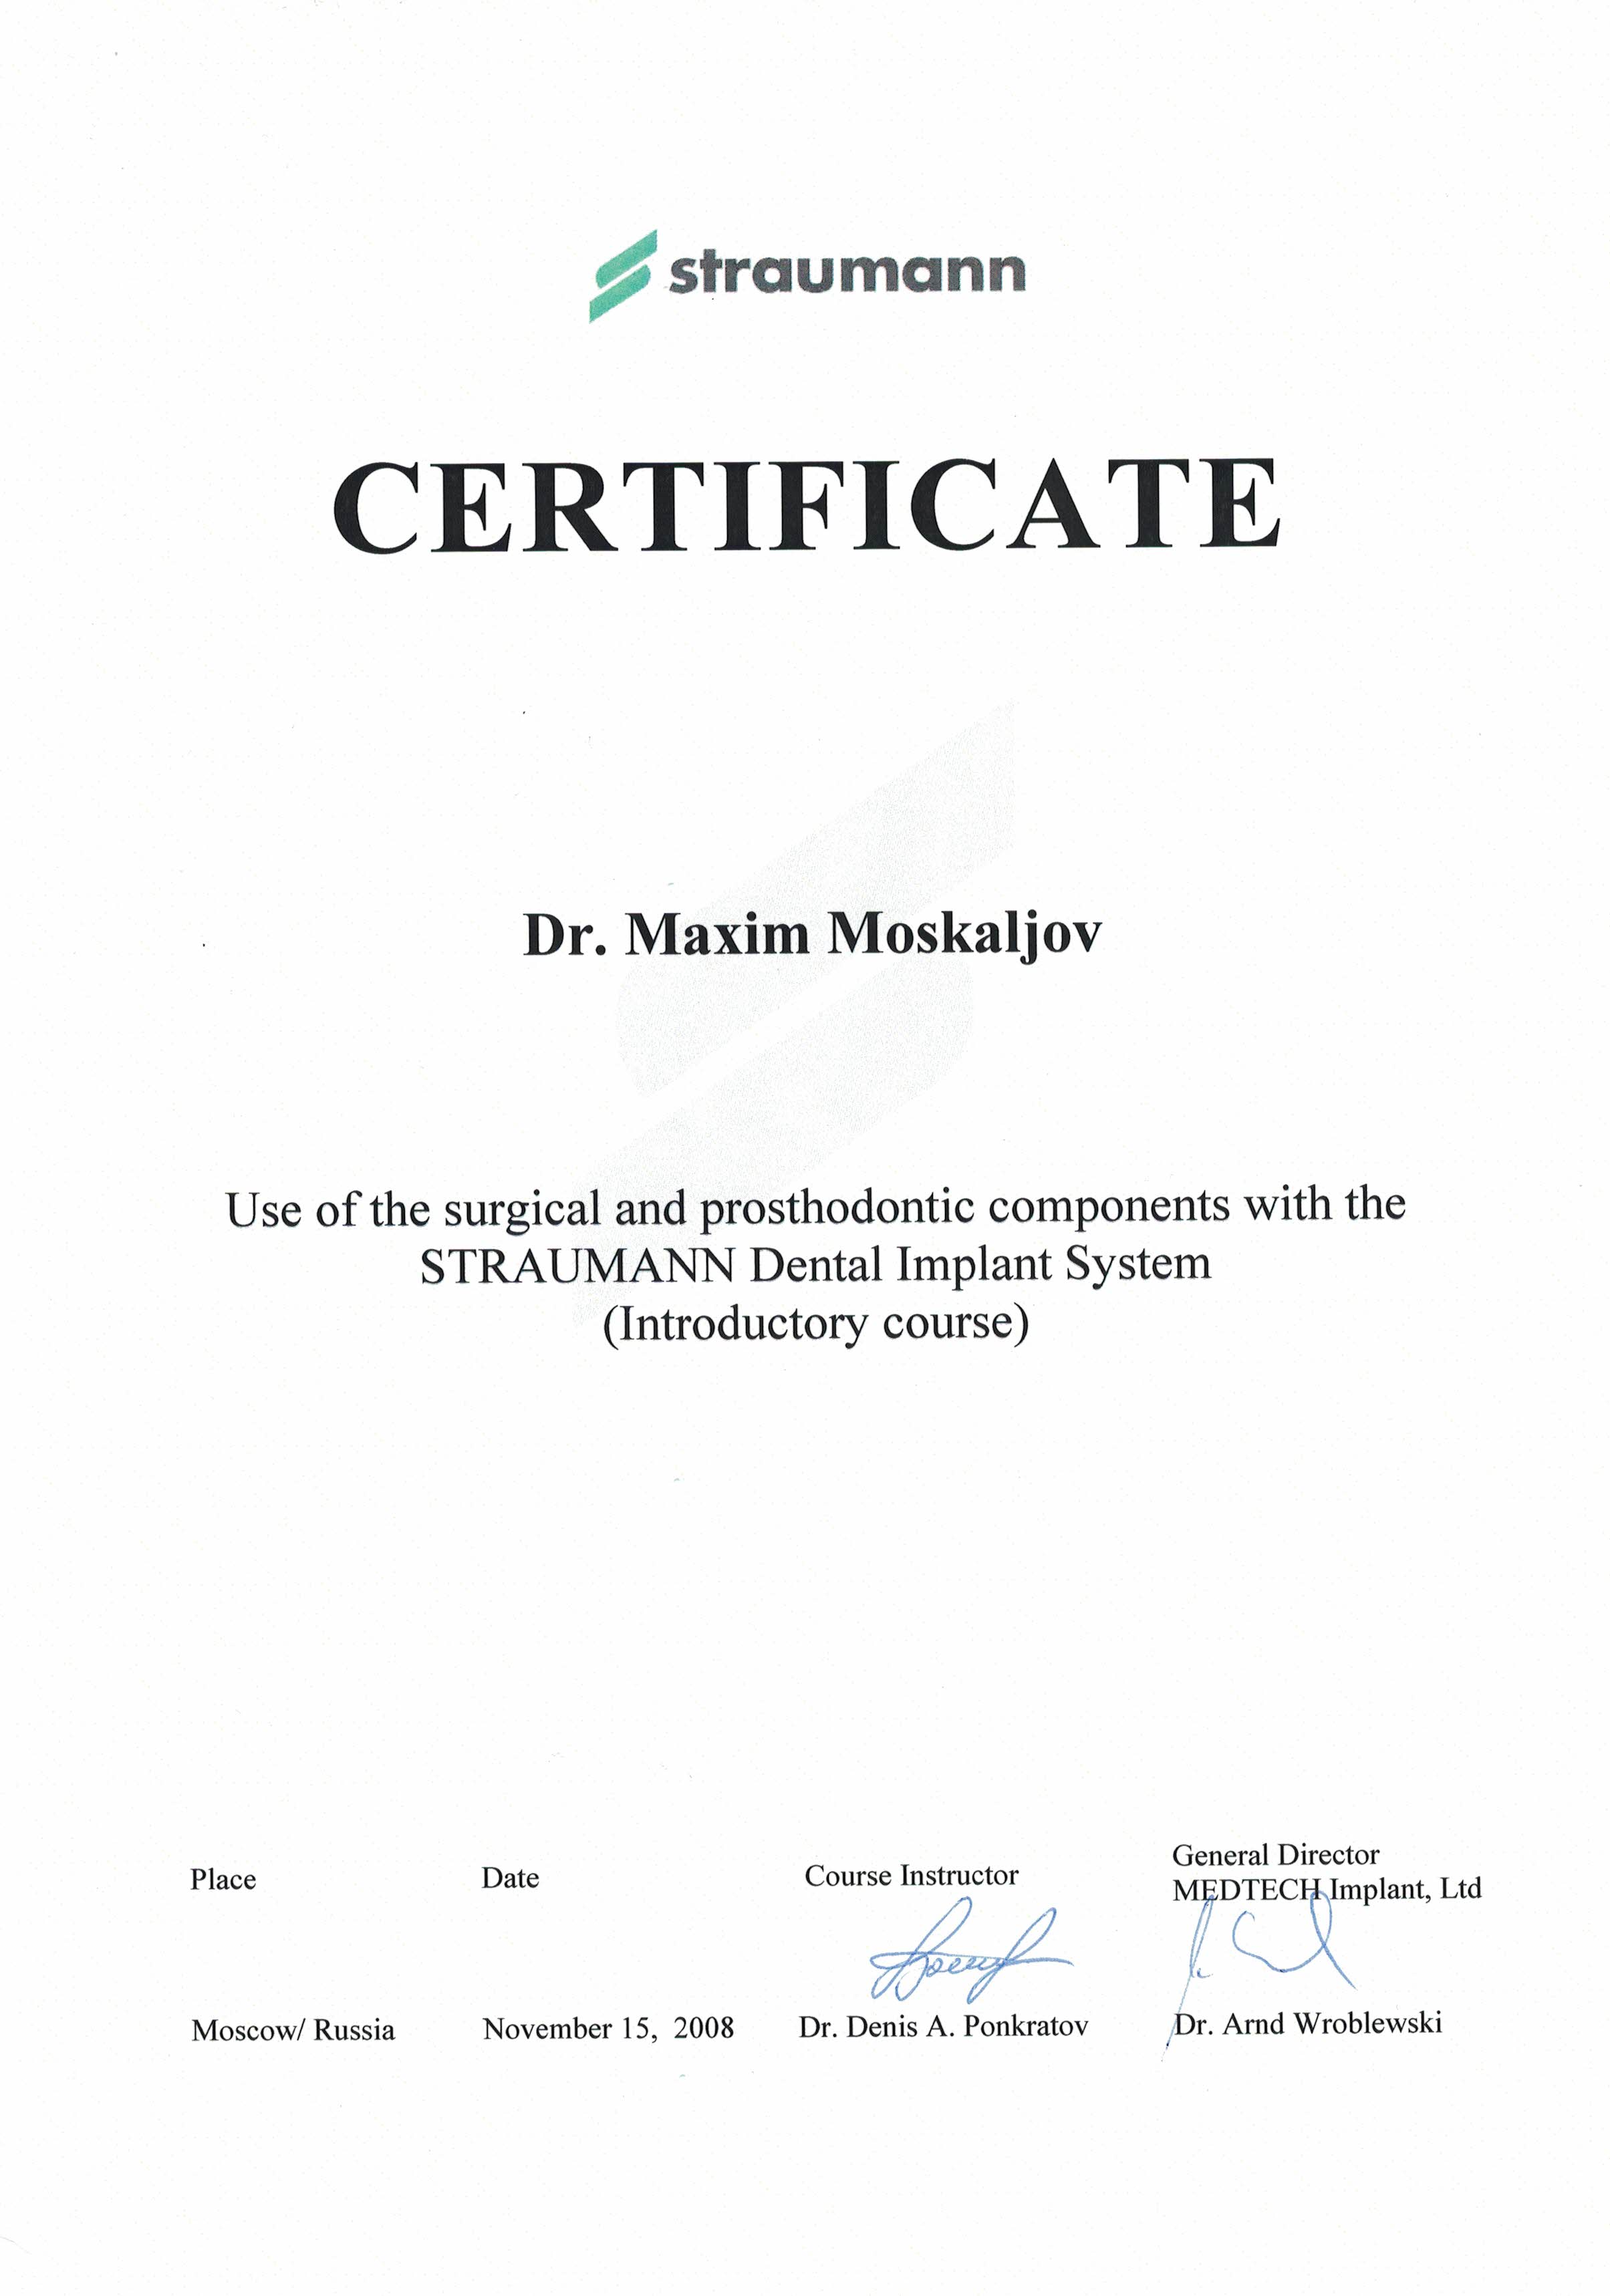 straumann
CERTIFICATE
Dr. Maxim Moskaljov
Use of the surgical and prosthodontic components with the
STRAUMANN Dental Implant System
(Introductory course)
Place
Date
Course Instructor
General Director
MEDTECH Implant, Ltd
Moscow/ Russia
November 15, 2008
Dr. Denis A. Ponkratov
Dr. Arnd Wroblewski